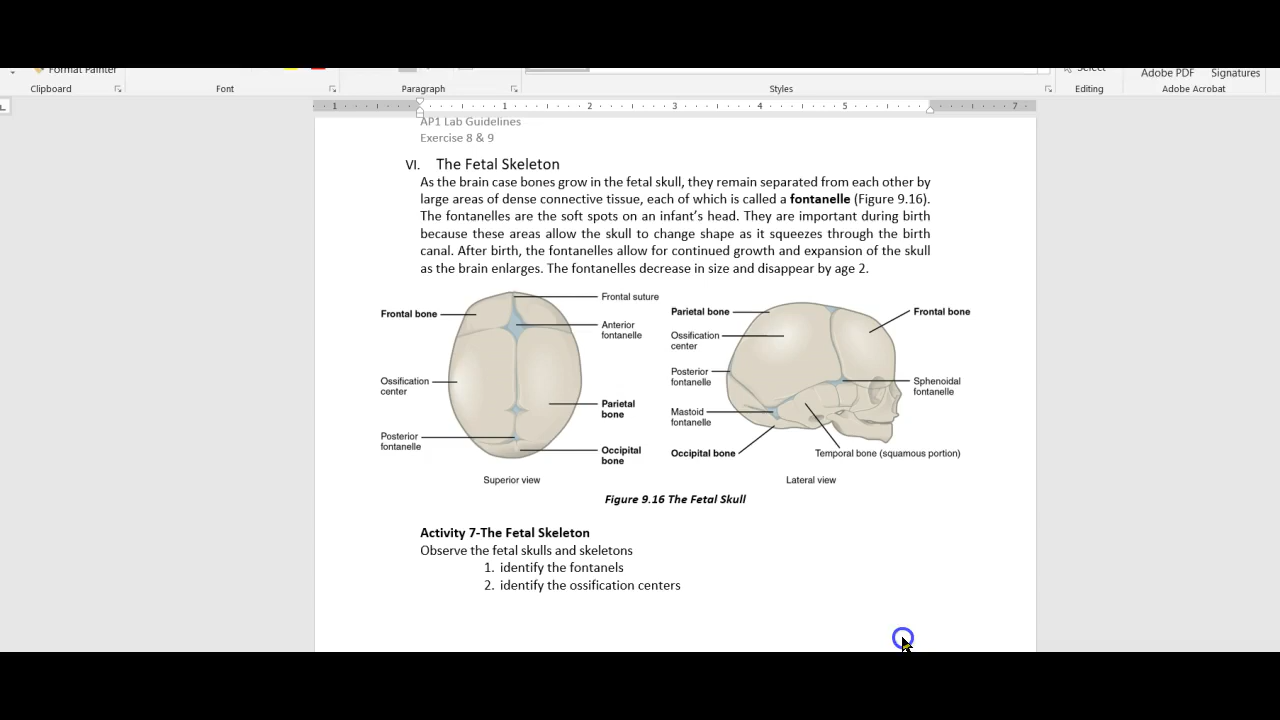 Format Painter
Select
Adobe PDF
Signatures
Clipboard
Font
Paragraph
Styles
Editing
Adobe Acrobat
1 1 2 3 4 5 7
AP1 Lab Guidelines
Exercise 8 & 9
VI. The Fetal Skeleton
As the brain case bones grow in the fetal skull, they remain separated from each other by
large areas of dense connective tissue, each of which is called a fontanelle (Figure 9.16).
The fontanelles are the soft spots on an infant’s head. They are important during birth
because these areas allow the skull to change shape as it squeezes through the birth
canal. After birth, the fontanelles allow for continued growth and expansion of the skull
as the brain enlarges. The fontanelles decrease in size and disappear by age 2.
Frontal bone
Ossification
center
Posterior
fontanelle
Frontal suture
Anterior
fontanelle
Parietal
bone
Occipital
bone
Superior view
Parietal bone
Ossification
center
Posterior
fontanelle
Mastoid
fontanelle
Occipital bone
Frontal bone
Sphenoidal
fontanelle
Temporal bone (squamous portion)
Lateral view
Figure 9.16 The Fetal Skull
Activity 7-The Fetal Skeleton
Observe the fetal skulls and skeletons
1. identify the fontanels
2. identify the ossification centers